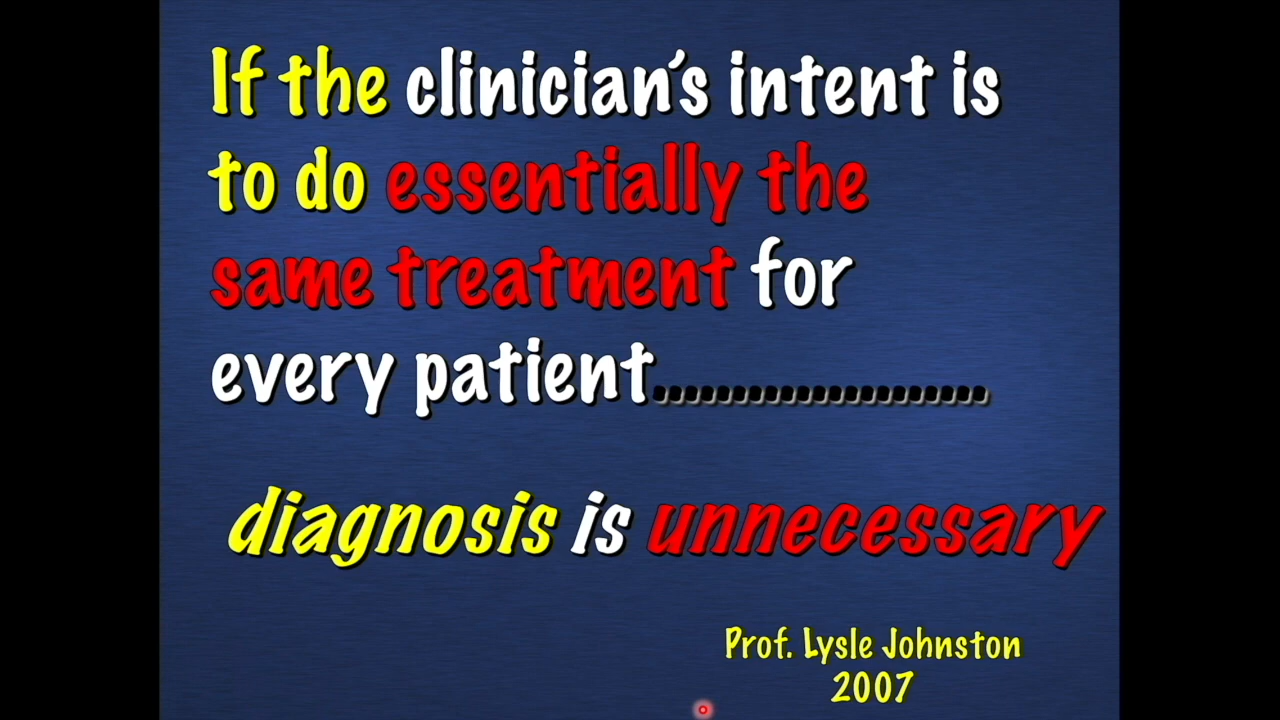 If the clinician's intent is
to do essentially the
same treatment for
every patient.....................
diagnosis is unnecessary
Prof. Lysle Johnston
2007